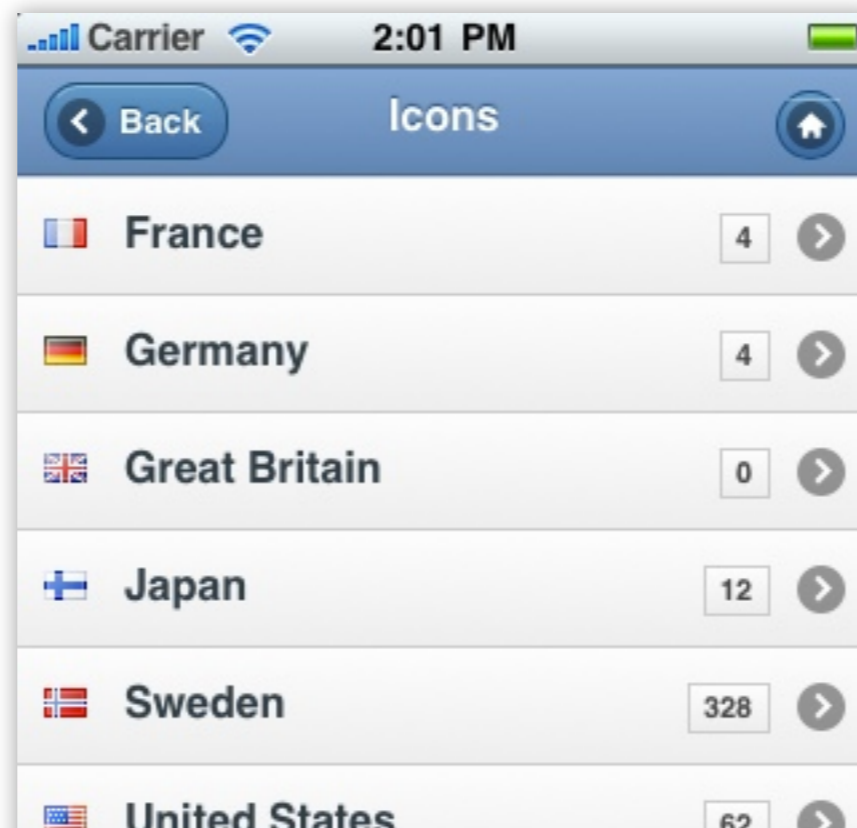 Carrier 2:01 PM
Back Icons
France 4
Germany 4
Great Britain 0
Japan 12
Sweden 328
United States 62